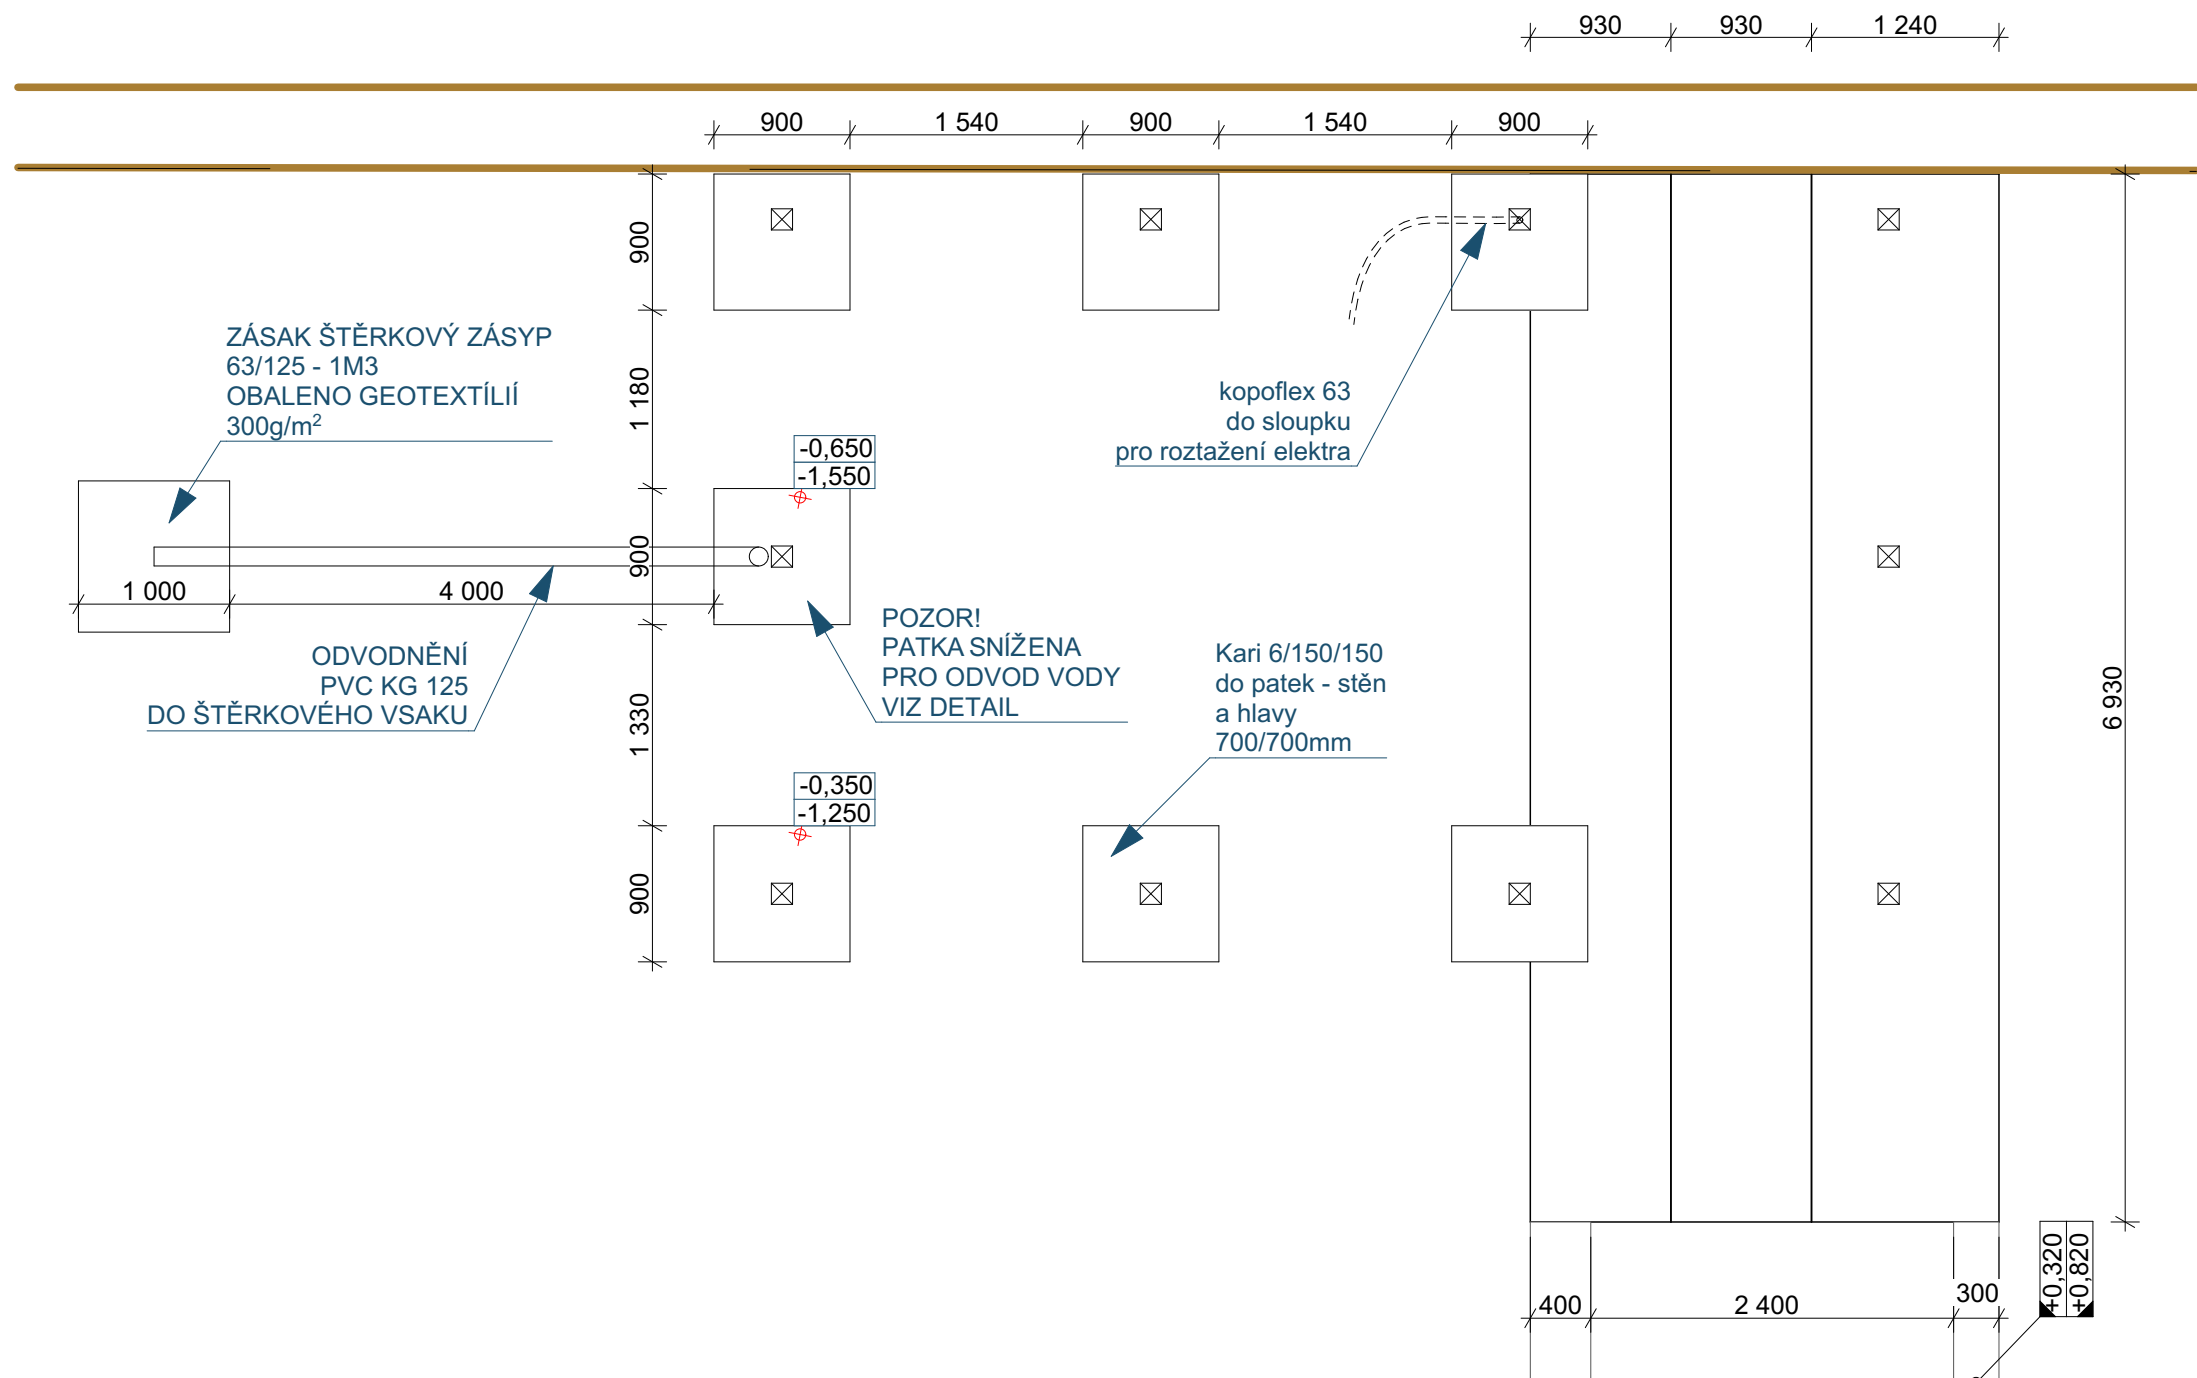 930
930
1 240
900
1 540
900
1 540
900
900
1 180
900
1 330
900
ZÁSAK ŠTĚRKOVÝ ZÁSYP
63/125 - 1M3
OBALENO GEOTEXTÍLIÍ
300g/m²
kopoflex 63
do sloupku
pro roztažení elektra
-0,650
-1,550
1 000
4 000
ODVODNĚNÍ
PVC KG 125
DO ŠTĚRKOVÉHO VSAKU
POZOR!
PATKA SNÍŽENA
PRO ODVOD VODY
VIZ DETAIL
Kari 6/150/150
do patek - stěn
a hlavy
700/700mm
6 930
-0,350
-1,250
+0,320
+0,820
400
2 400
300